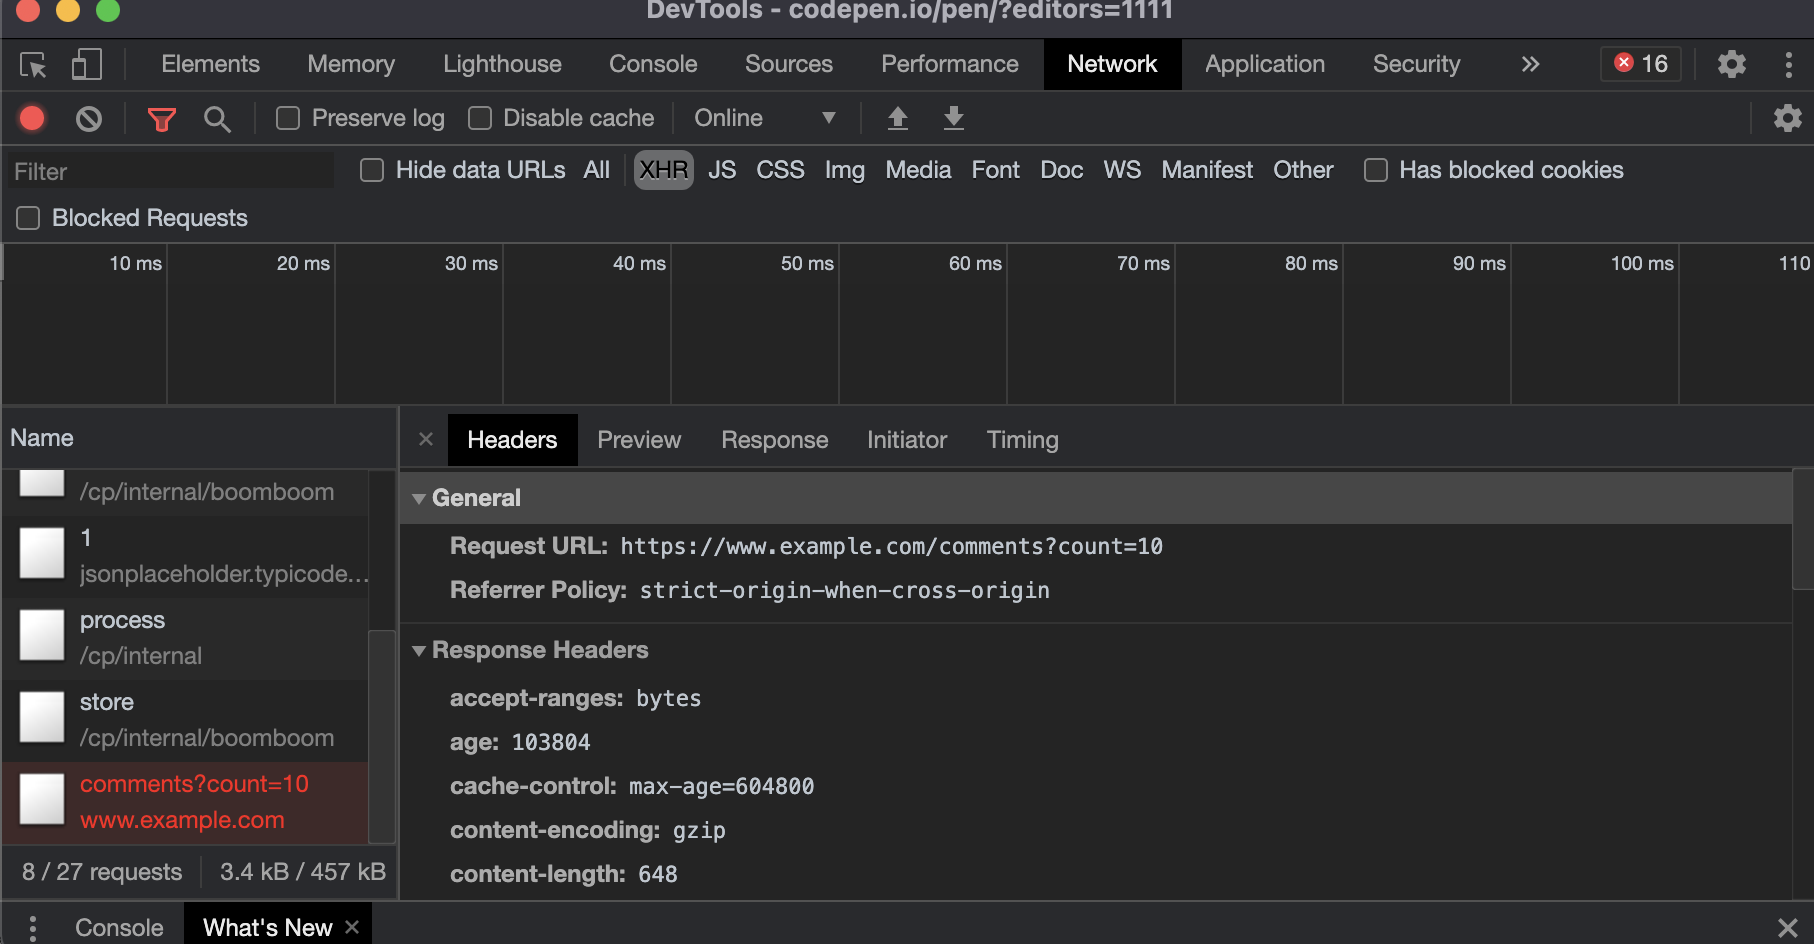 DevTools - codepen.io/pen/?editors=1111
Elements Memory Lighthouse Console Sources Performance Network Application Security » 16
Preserve log Disable cache Online
Filter Hide data URLs All XHR JS CSS Img Media Font Doc WS Manifest Other Has blocked cookies
Blocked Requests
10 ms 20 ms 30 ms 40 ms 50 ms 60 ms 70 ms 80 ms 90 ms 100 ms 110
Name
/cp/internal/boomboom
1
jsonplaceholder.typicode...
process
/cp/internal
store
/cp/internal/boomboom
comments?count=10
www.example.com
8 / 27 requests 3.4 kB / 457 kB
Headers Preview Response Initiator Timing
General
Request URL: https://www.example.com/comments?count=10
Referrer Policy: strict-origin-when-cross-origin
Response Headers
accept-ranges: bytes
age: 103804
cache-control: max-age=604800
content-encoding: gzip
content-length: 648
Console What's New